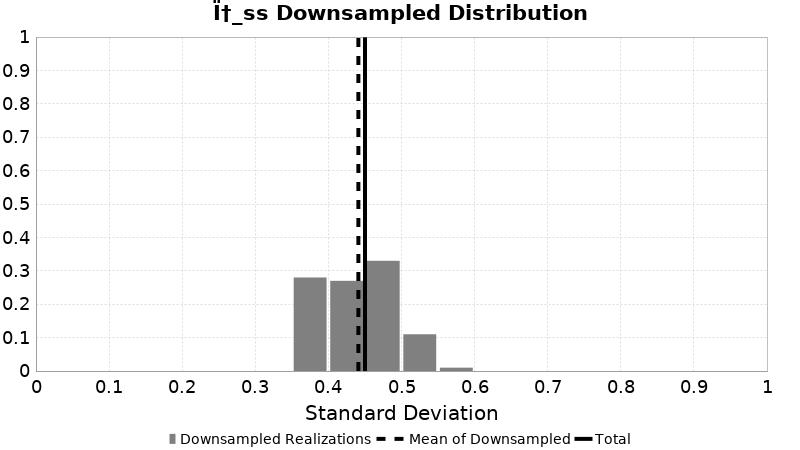 Ï†_ss Downsampled Distribution
1
0.9
0.8
0.7
0.6
0.5
0.4
0.3
0.2
0.1
0
0 0.1 0.2 0.3 0.4 0.5 0.6 0.7 0.8 0.9 1
Standard Deviation
Downsampled Realizations Mean of Downsampled Total